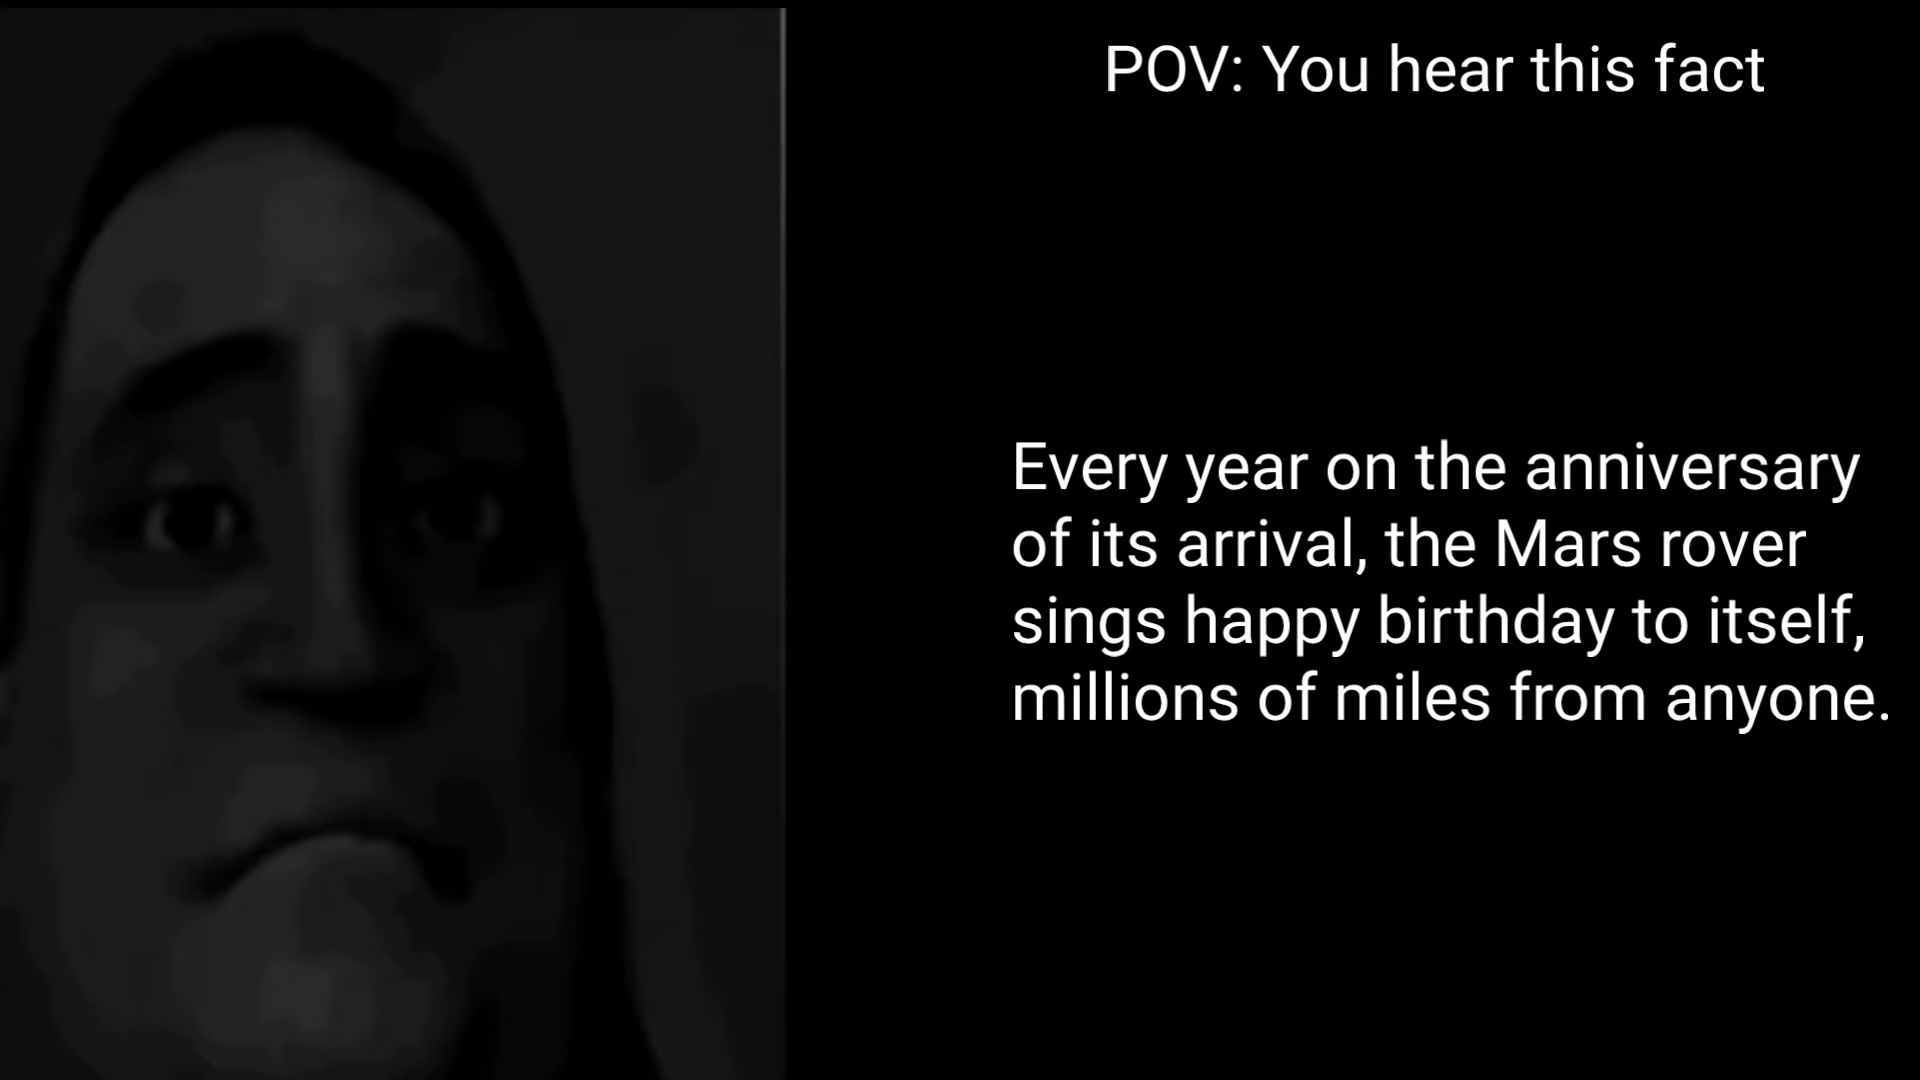 POV: You hear this fact
Every year on the anniversary
of its arrival, the Mars rover
sings happy birthday to itself,
millions of miles from anyone.